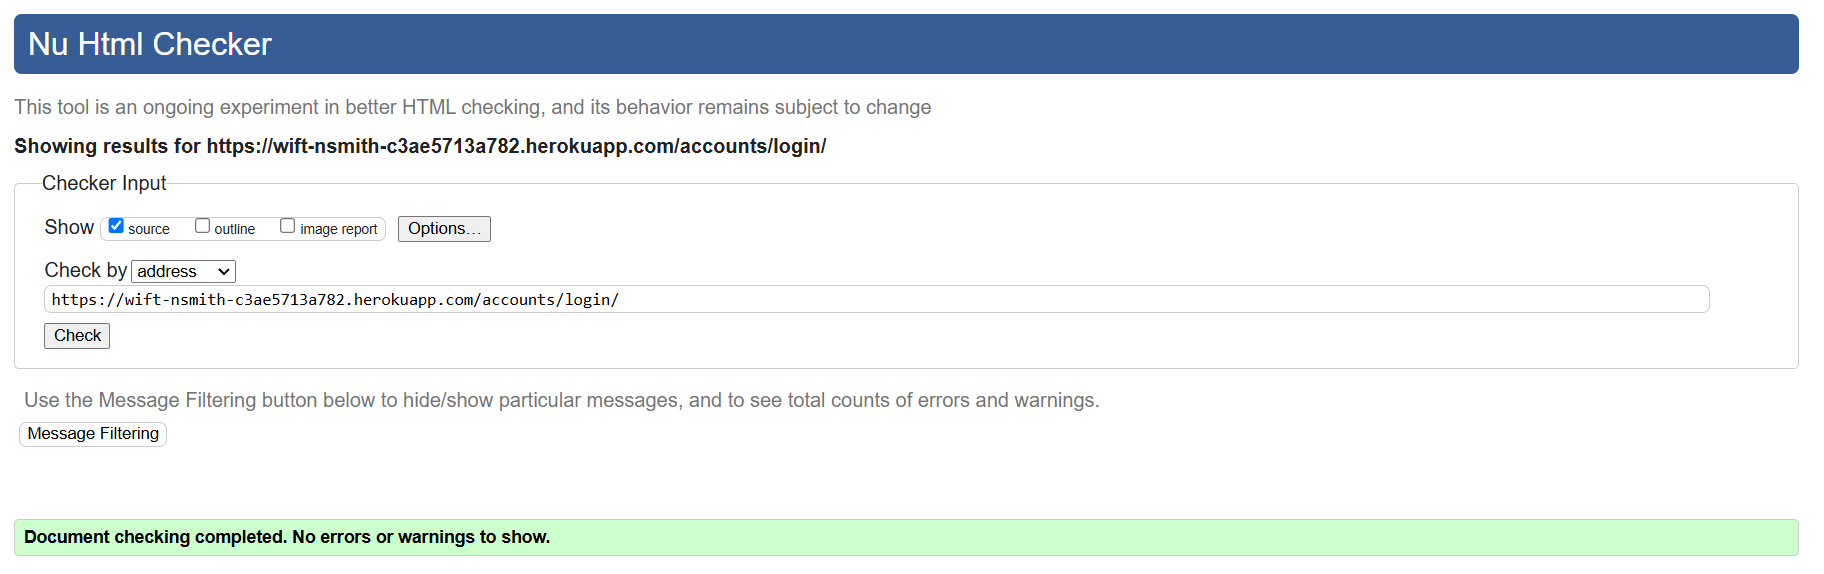 Nu Html Checker
This tool is an ongoing experiment in better HTML checking, and its behavior remains subject to change
Showing results for https://wift-nsmith-c3ae5713a782.herokuapp.com/accounts/login/
Checker Input
Show source outline image report Options...
Check by address
https://wift-nsmith-c3ae5713a782.herokuapp.com/accounts/login/
Check
Use the Message Filtering button below to hide/show particular messages, and to see total counts of errors and warnings.
Message Filtering
Document checking completed. No errors or warnings to show.